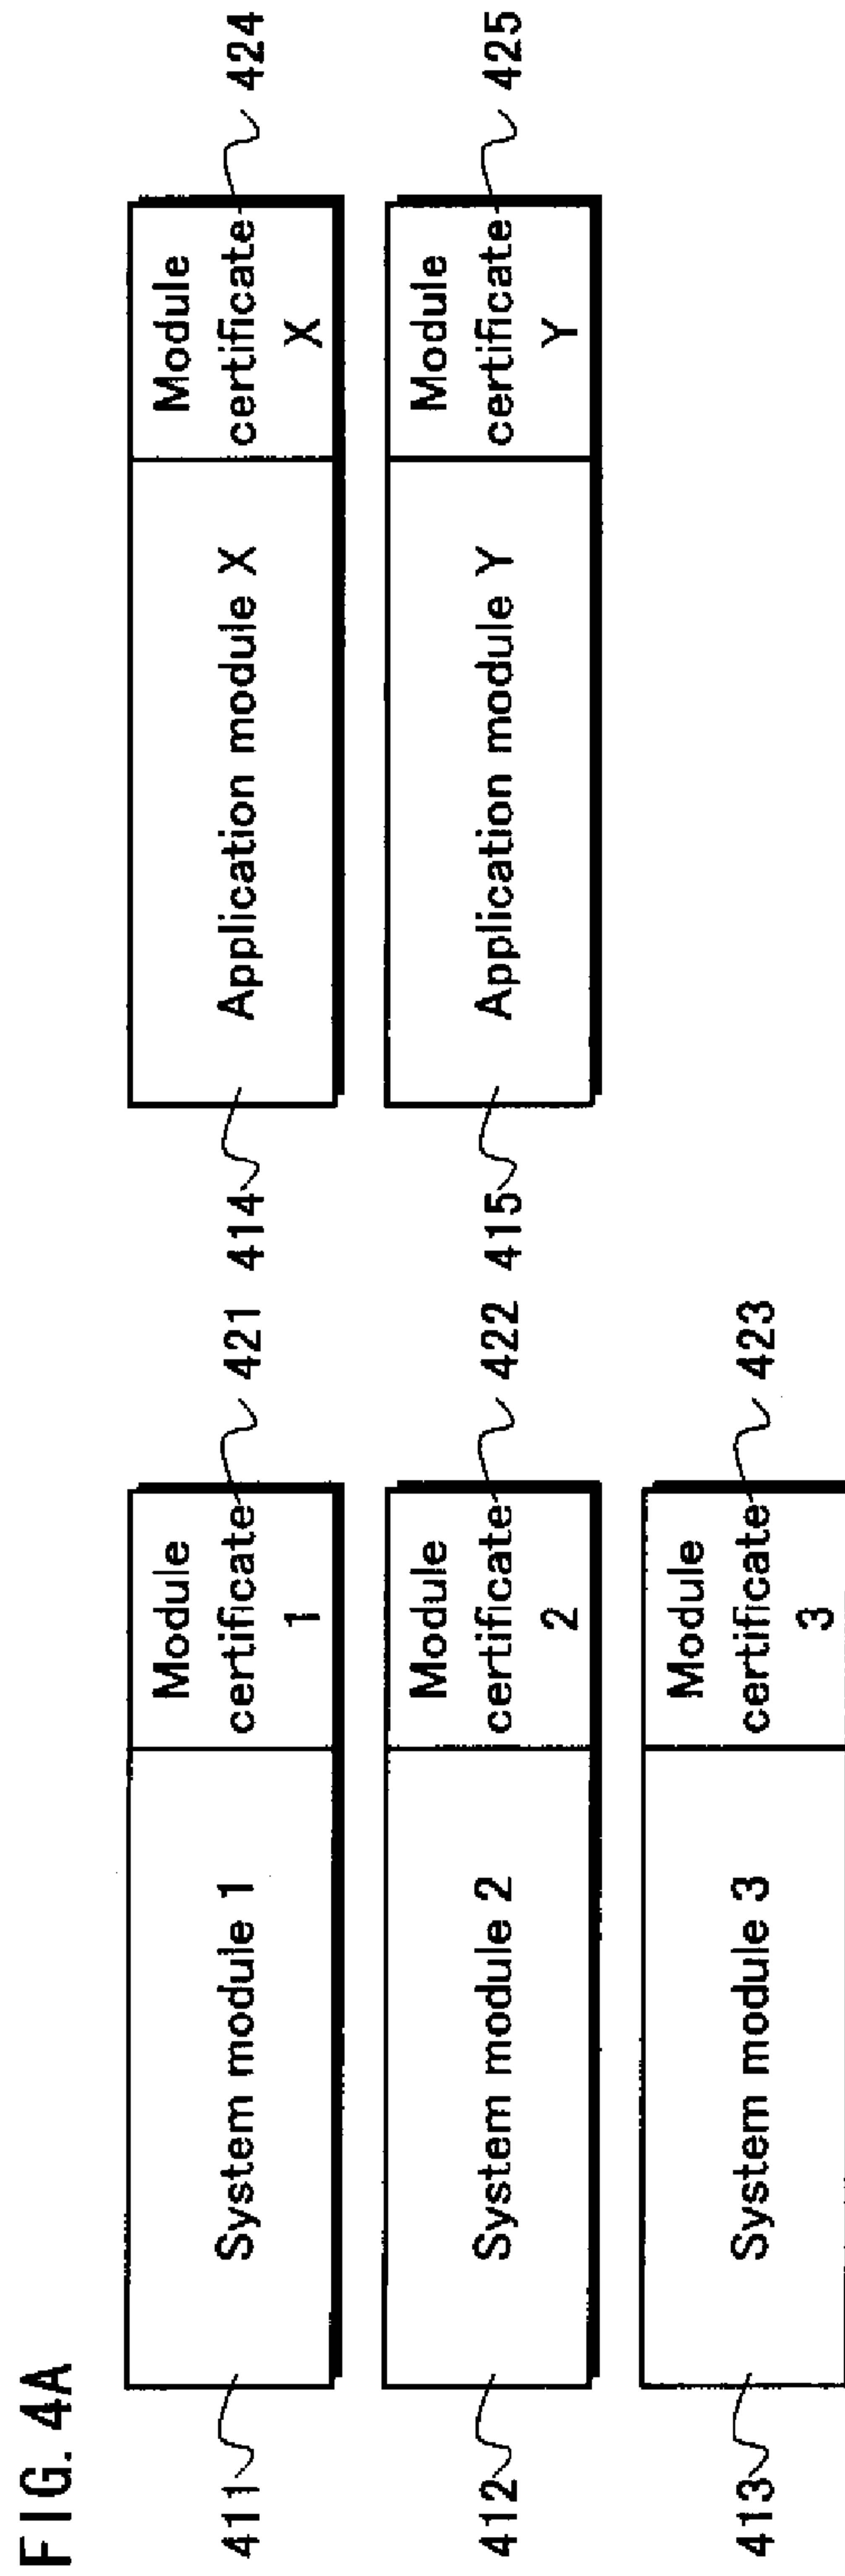 FIG. 4A
411
System module 1
Module
certificate
1
421
414
Application module X
Module
certificate
X
424
412
System module 2
Module
certificate
2
422
415
Application module Y
Module
certificate
Y
425
413
System module 3
Module
certificate
3
423